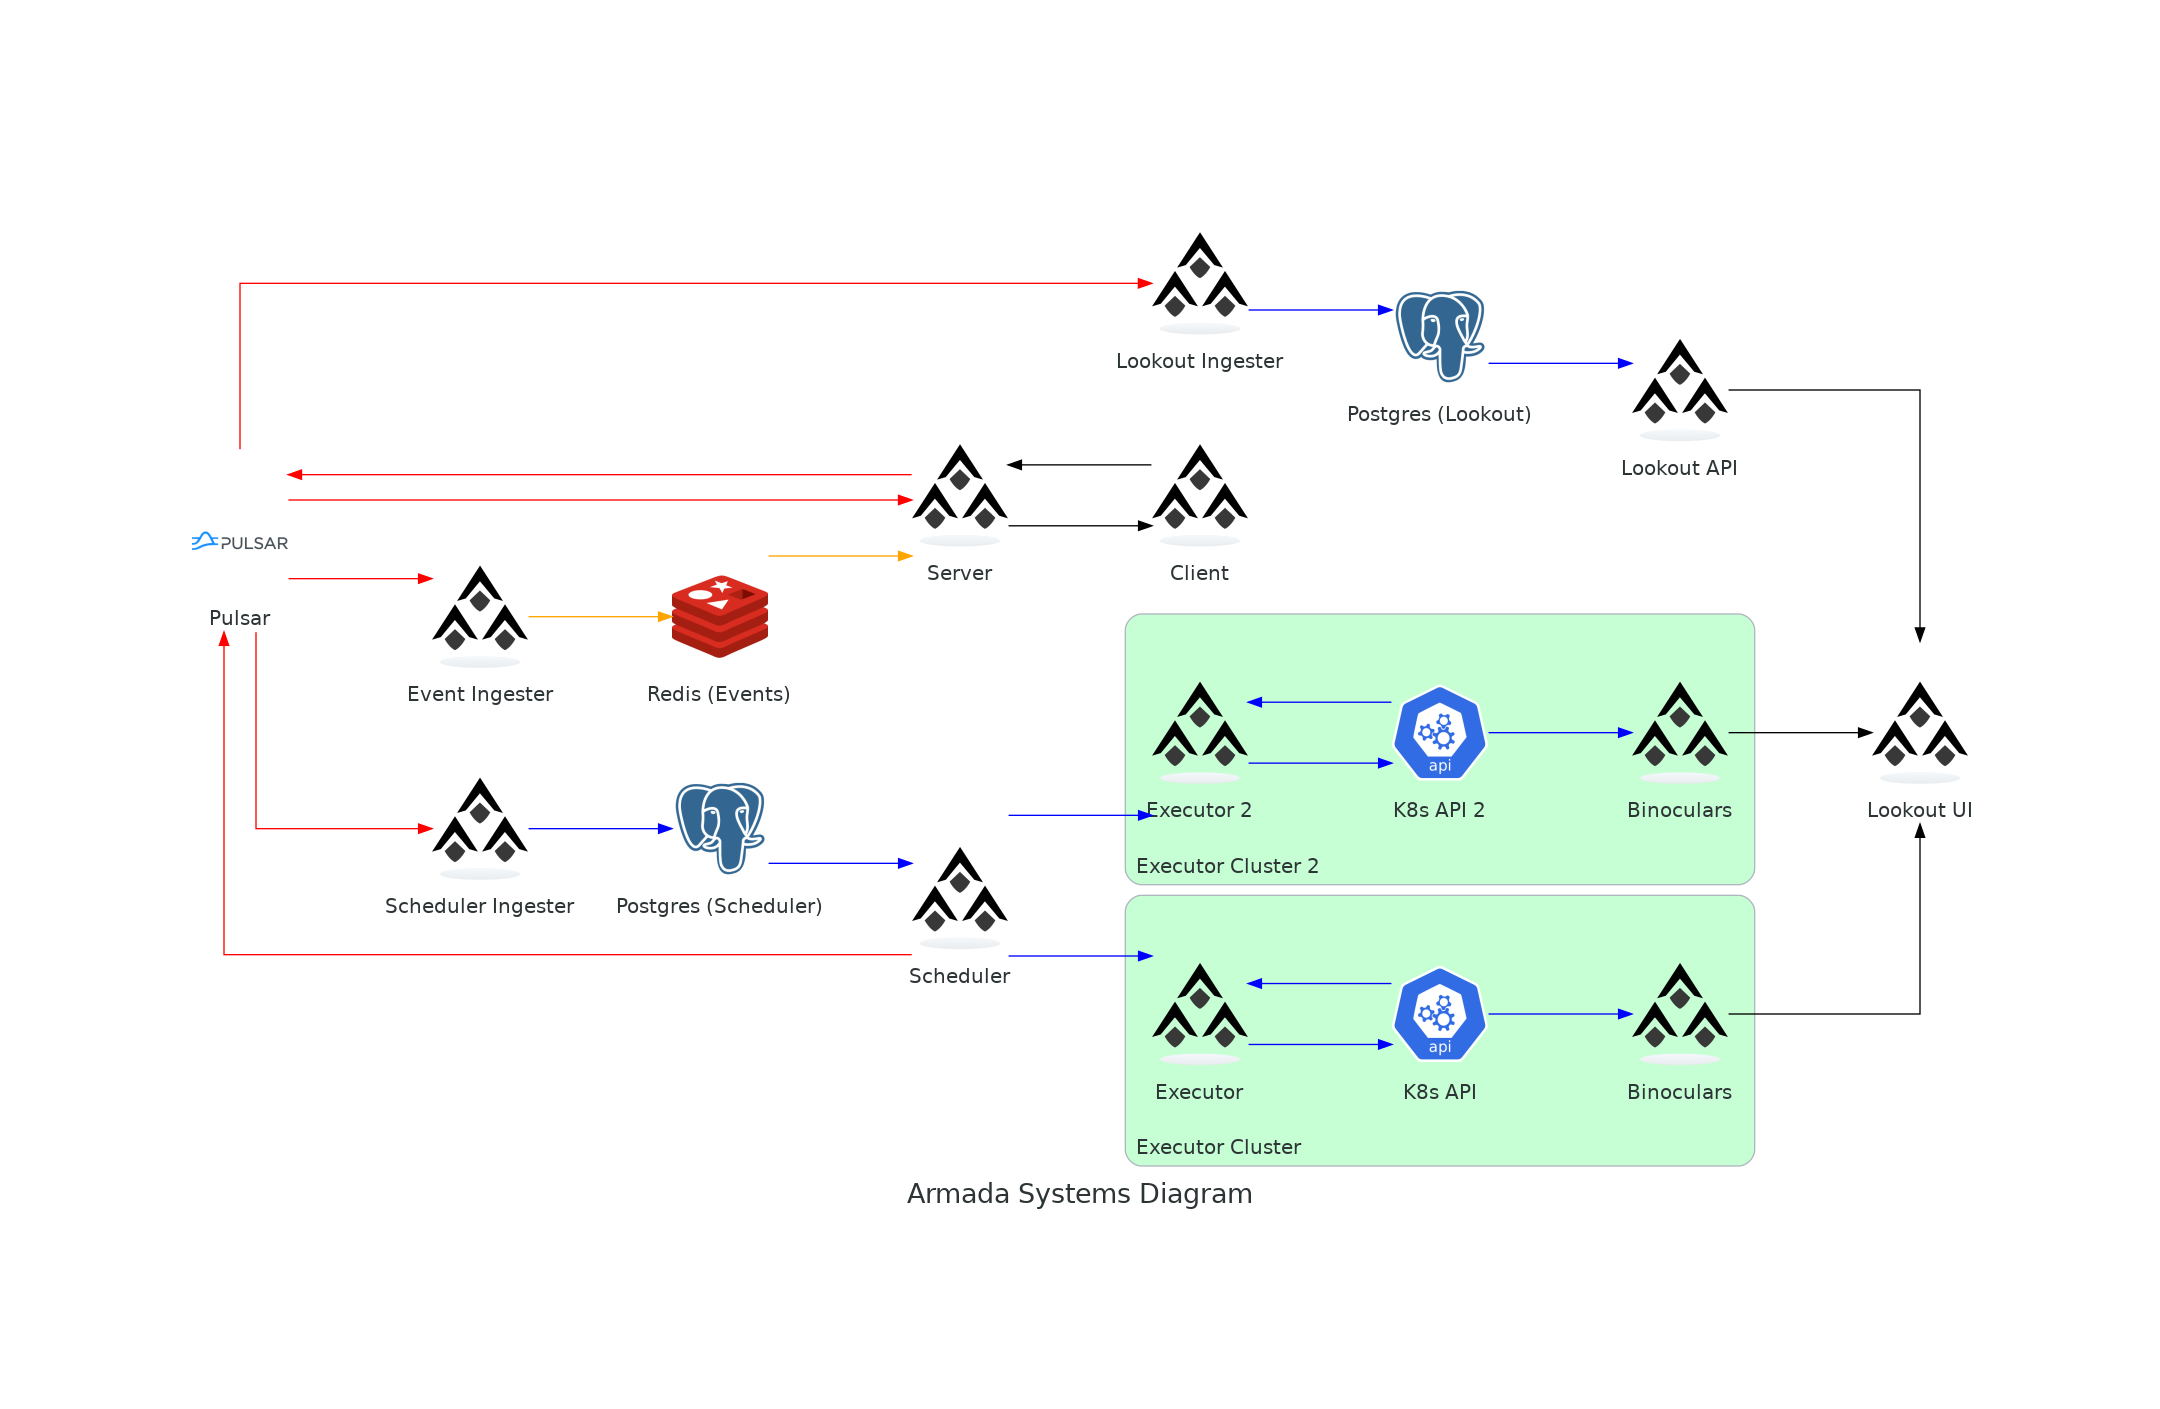 Lookout Ingester
Postgres (Lookout)
Lookout API
PULSAR
Pulsar
Server
Client
Event Ingester
Redis (Events)
Executor 2
api
K8s API 2
Binoculars
Lookout UI
Executor Cluster 2
Scheduler Ingester
Postgres (Scheduler)
Scheduler
Executor
api
K8s API
Binoculars
Executor Cluster
Armada Systems Diagram